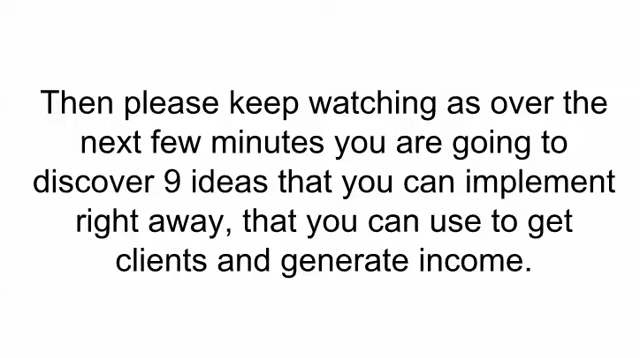 Then please keep watching as over the
next few minutes you are going to
discover 9 ideas that you can implement
right away, that you can use to get
clients and generate income.